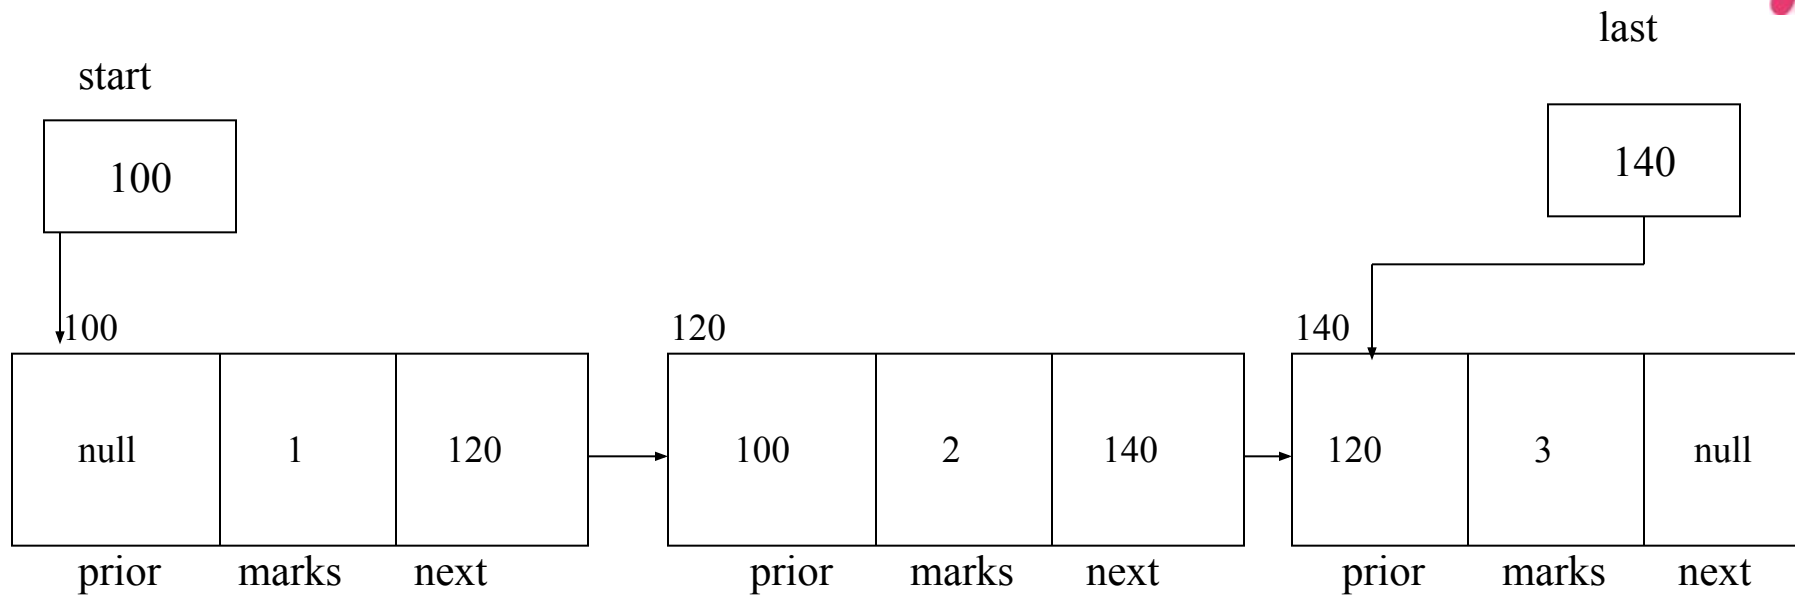 last
start
100
140
100
120
140
null 1 120
100 2 140
120 3 null
prior marks next
prior marks next
prior marks next